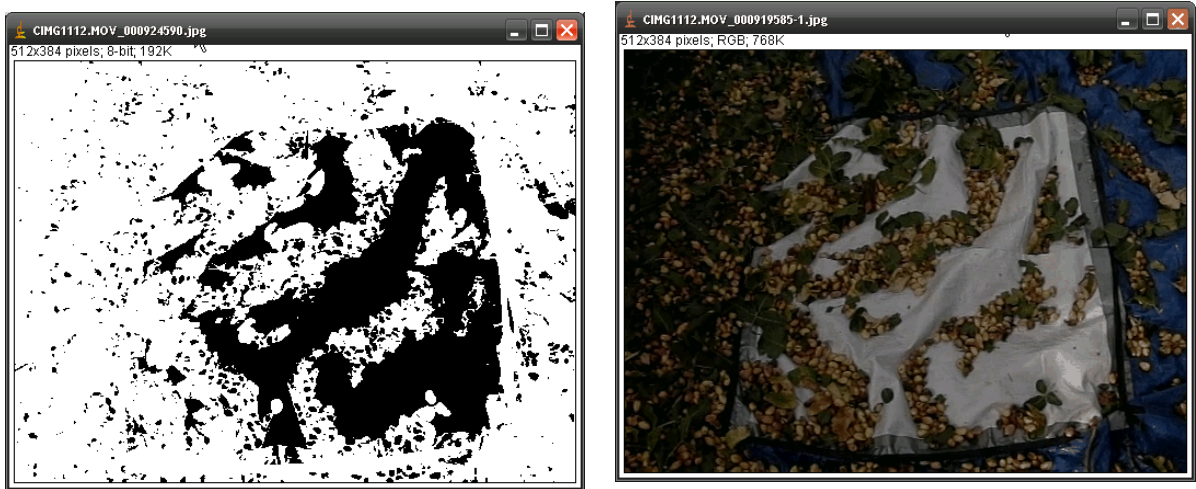 CIMG1112.MOV_000924590.jpg
512x384 pixels; 8-bit; 192K
CIMG1112.MOV_000919585-1.jpg
512x384 pixels; RGB; 768K